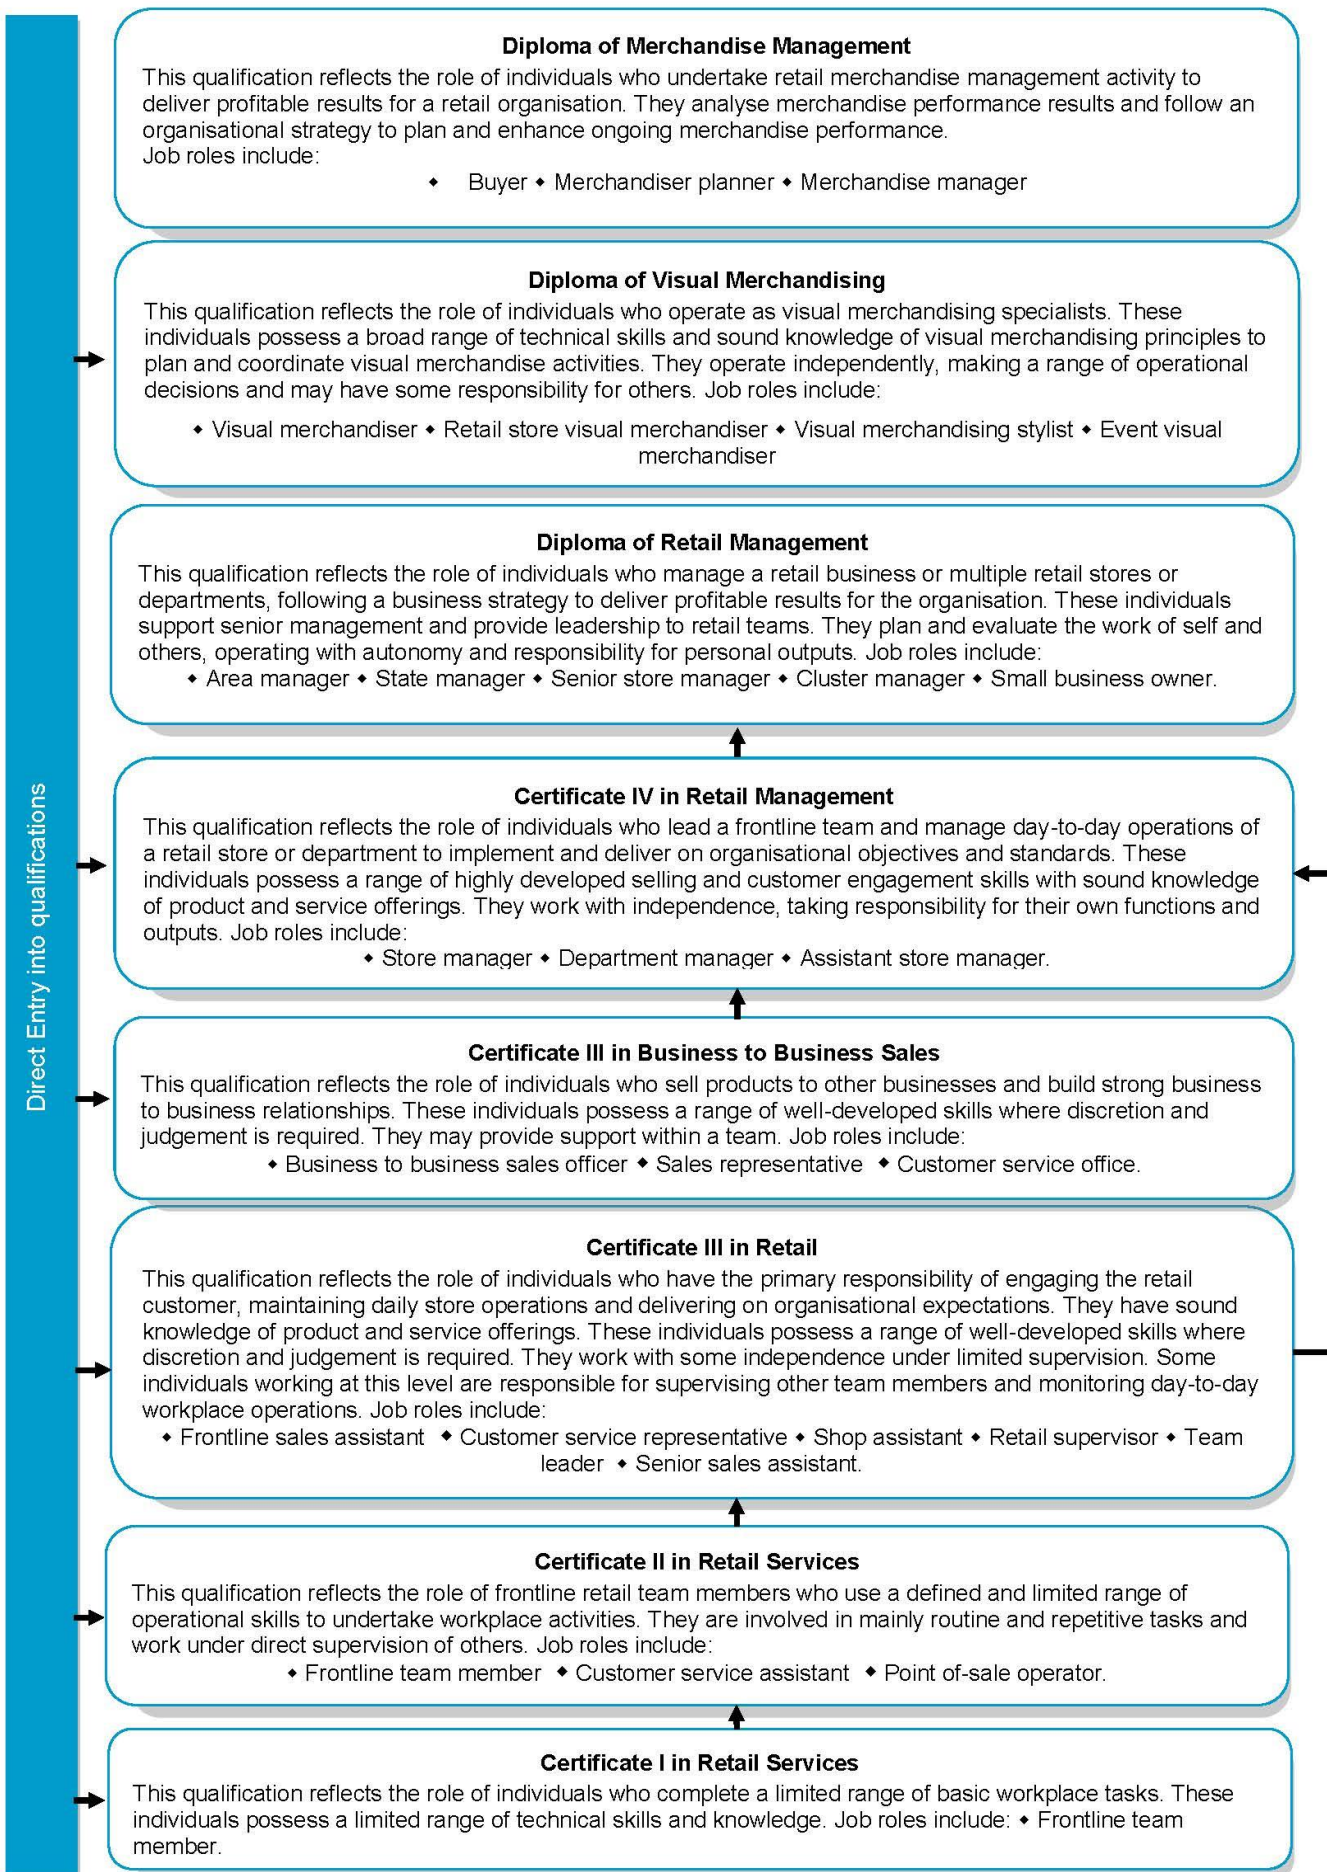 Direct Entry into qualifications
Diploma of Merchandise Management
This qualification reflects the role of individuals who undertake retail merchandise management activity to
deliver profitable results for a retail organisation. They analyse merchandise performance results and follow an
organisational strategy to plan and enhance ongoing merchandise performance.
Job roles include:
◆ Buyer ◆ Merchandiser planner ◆ Merchandise manager
Diploma of Visual Merchandising
This qualification reflects the role of individuals who operate as visual merchandising specialists. These
individuals possess a broad range of technical skills and sound knowledge of visual merchandising principles to
plan and coordinate visual merchandise activities. They operate independently, making a range of operational
decisions and may have some responsibility for others. Job roles include:
◆ Visual merchandiser ◆ Retail store visual merchandiser ◆ Visual merchandising stylist ◆ Event visual
merchandiser
Diploma of Retail Management
This qualification reflects the role of individuals who manage a retail business or multiple retail stores or
departments, following a business strategy to deliver profitable results for the organisation. These individuals
support senior management and provide leadership to retail teams. They plan and evaluate the work of self and
others, operating with autonomy and responsibility for personal outputs. Job roles include:
◆ Area manager ◆ State manager ◆ Senior store manager ◆ Cluster manager ◆ Small business owner.
Certificate IV in Retail Management
This qualification reflects the role of individuals who lead a frontline team and manage day-to-day operations of
a retail store or department to implement and deliver on organisational objectives and standards. These
individuals possess a range of highly developed selling and customer engagement skills with sound knowledge
of product and service offerings. They work with independence, taking responsibility for their own functions and
outputs. Job roles include:
◆ Store manager ◆ Department manager ◆ Assistant store manager.
Certificate III in Business to Business Sales
This qualification reflects the role of individuals who sell products to other businesses and build strong business
to business relationships. These individuals possess a range of well-developed skills where discretion and
judgement is required. They may provide support within a team. Job roles include:
◆ Business to business sales officer ◆ Sales representative ◆ Customer service office.
Certificate III in Retail
This qualification reflects the role of individuals who have the primary responsibility of engaging the retail
customer, maintaining daily store operations and delivering on organisational expectations. They have sound
knowledge of product and service offerings. These individuals possess a range of well-developed skills where
discretion and judgement is required. They work with some independence under limited supervision. Some
individuals working at this level are responsible for supervising other team members and monitoring day-to-day
workplace operations. Job roles include:
◆ Frontline sales assistant ◆ Customer service representative ◆ Shop assistant ◆ Retail supervisor ◆ Team
leader ◆ Senior sales assistant.
Certificate II in Retail Services
This qualification reflects the role of frontline retail team members who use a defined and limited range of
operational skills to undertake workplace activities. They are involved in mainly routine and repetitive tasks and
work under direct supervision of others. Job roles include:
◆ Frontline team member ◆ Customer service assistant ◆ Point of-sale operator.
Certificate I in Retail Services
This qualification reflects the role of individuals who complete a limited range of basic workplace tasks. These
individuals possess a limited range of technical skills and knowledge. Job roles include: ◆ Frontline team
member.